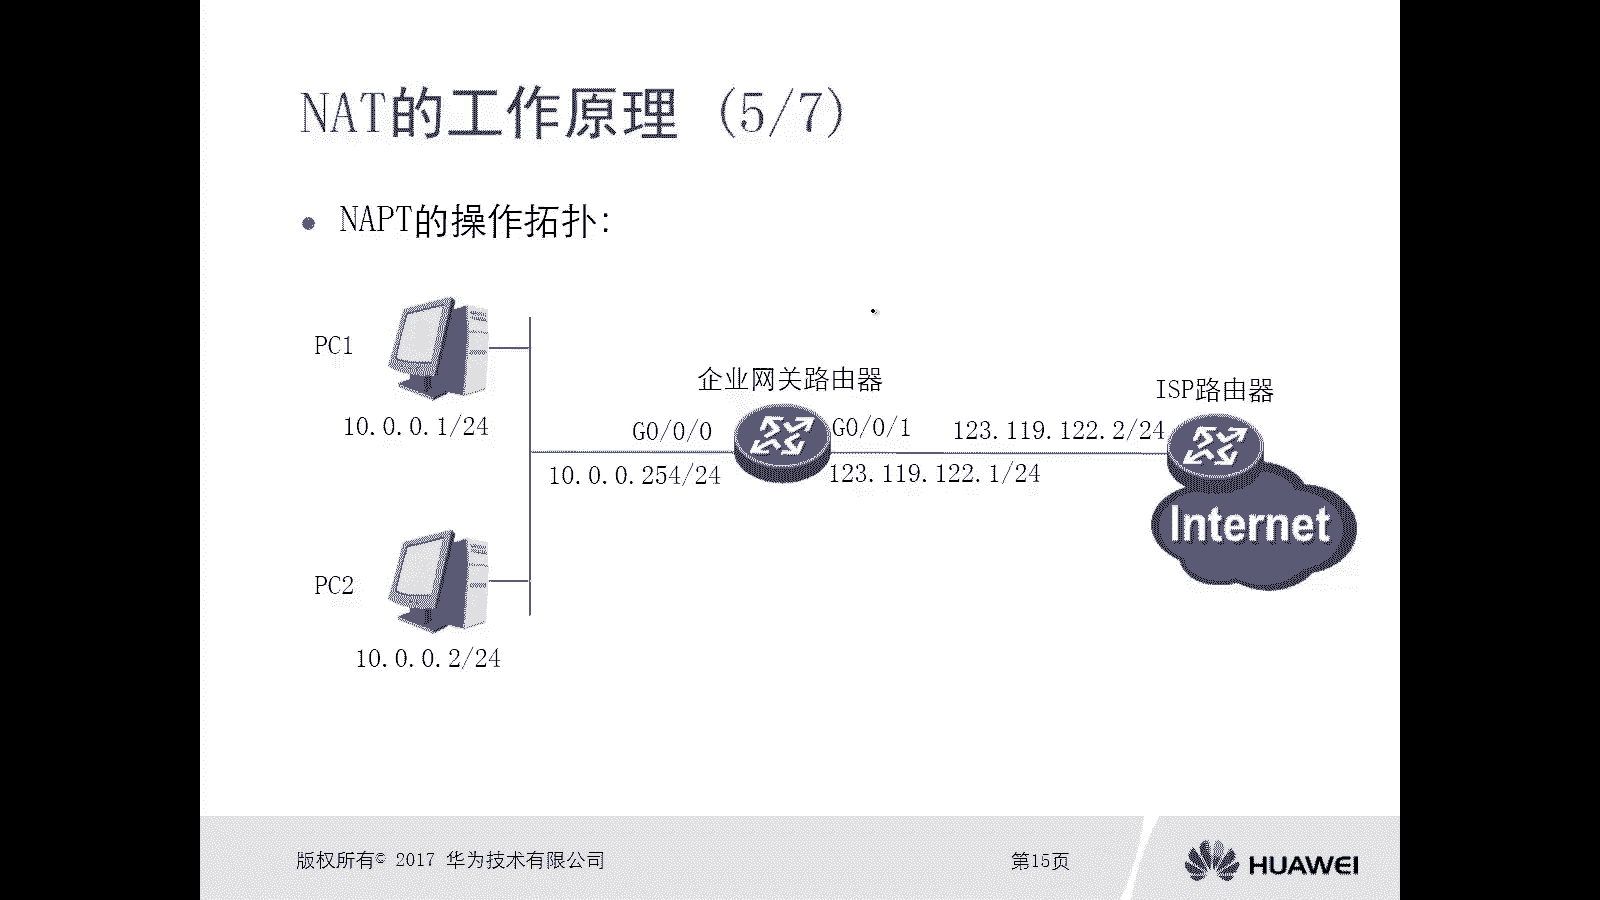 NAT的工作原理 (5/7)
NAPT的操作拓扑:
PC1
10.0.0.1/24
企业网关路由器
ISP路由器
G0/0/0
G0/0/1
123.119.122.2/24
10.0.0.254/24
123.119.122.1/24
Internet
PC2
10.0.0.2/24
版权所有© 2017 华为技术有限公司
第15页
HUAWEI